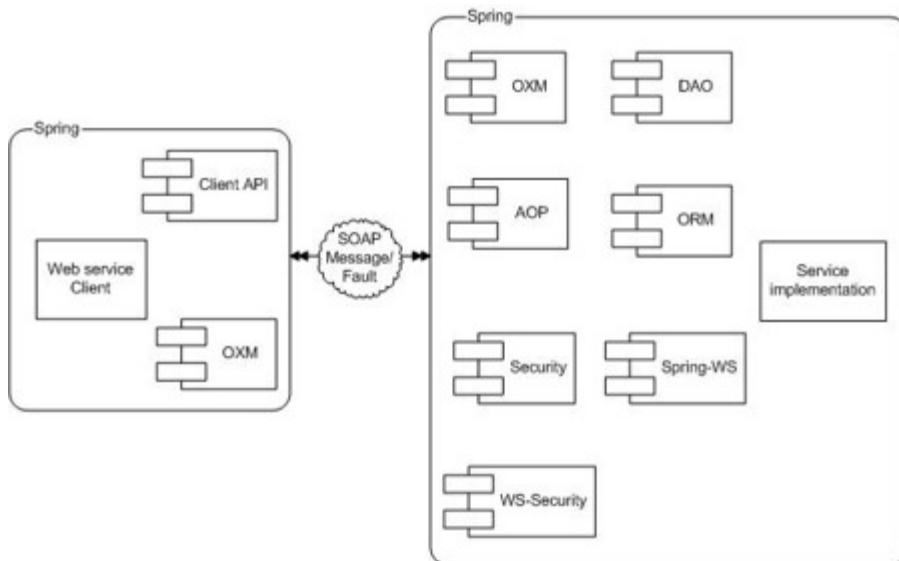 Spring
Client API
Web service
Client
OXM
SOAP
Message/
Fault
Spring
OXM
DAO
AOP
ORM
Service
implementation
Security
Spring-WS
WS-Security